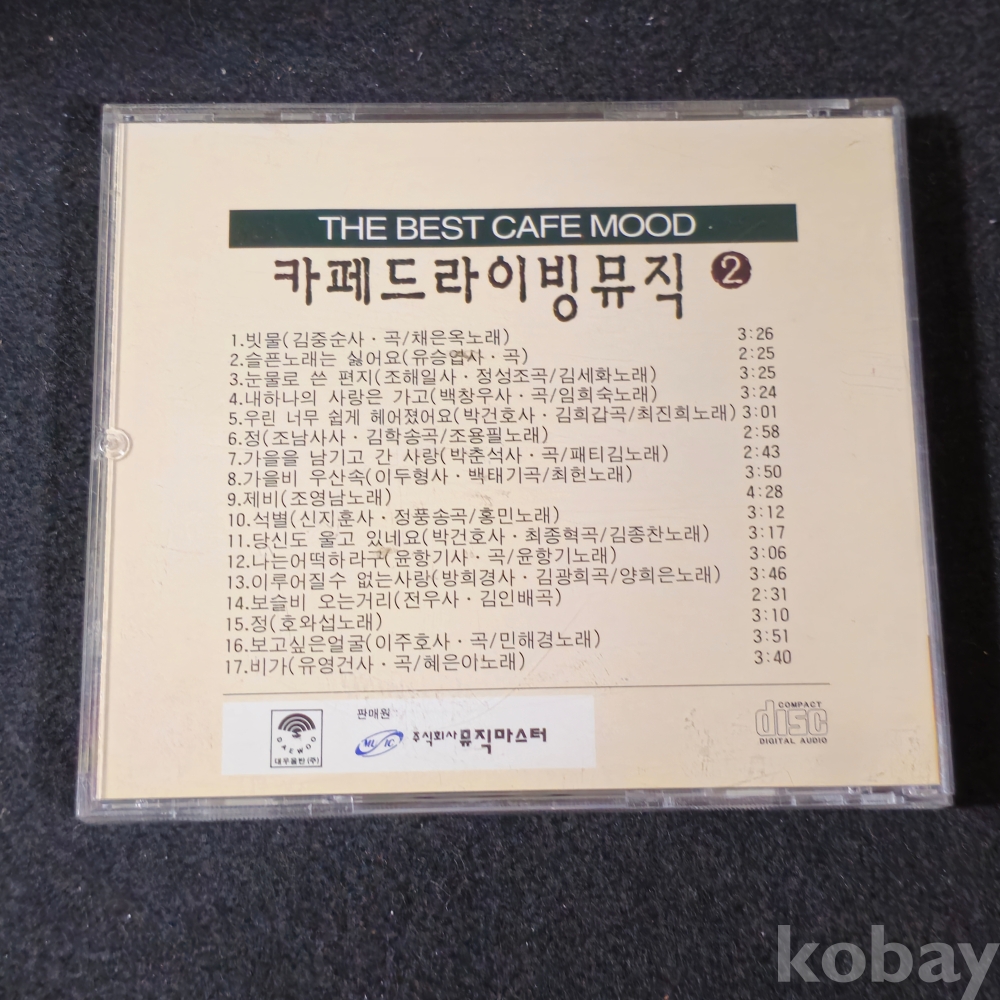 THE BEST CAFE MOOD
카페드라이빙뮤직 2
1.빗물(김중순사·곡/채은옥노래) 3:26
2.슬픈노래는 싫어요(유승엽사·곡) 2:25
3.눈물로 쓴 편지(조해일사·정성조곡/김세화노래) 3:25
4.내하나의 사랑은 가고(백창우사·곡/임희숙노래) 3:24
5.우린 너무 쉽게 헤어졌어요(박건호사·김희갑곡/최진희노래) 3:01
6.정(조남사사·김학송곡/조용필노래) 2:58
7.가을을 남기고 간 사랑(박춘석사·곡/패티김노래) 2:43
8.가을비 우산속(이두형사·백태기곡/최헌노래) 3:50
9.제비(조영남노래) 4:28
10.석별(신지훈사·정풍송곡/홍민노래) 3:12
11.당신도 울고 있네요(박건호사·최종혁곡/김종찬노래) 3:17
12.나는어떡하라구(윤항기사·곡/윤항기노래) 3:06
13.이루어질수 없는사랑(방희경사·김광희곡/양희은노래) 3:46
14.보슬비 오는거리(전우사·김인배곡) 2:31
15.정(호와섭노래) 3:10
16.보고싶은얼굴(이주호사·곡/민해경노래) 3:51
17.비가(유영건사·곡/혜은아노래) 3:40
DAEWOO
대우음반(주)
판매원
MUSIC 주식회사 뮤직마스터
COMPACT
disc
DIGITAL AUDIO
kobay